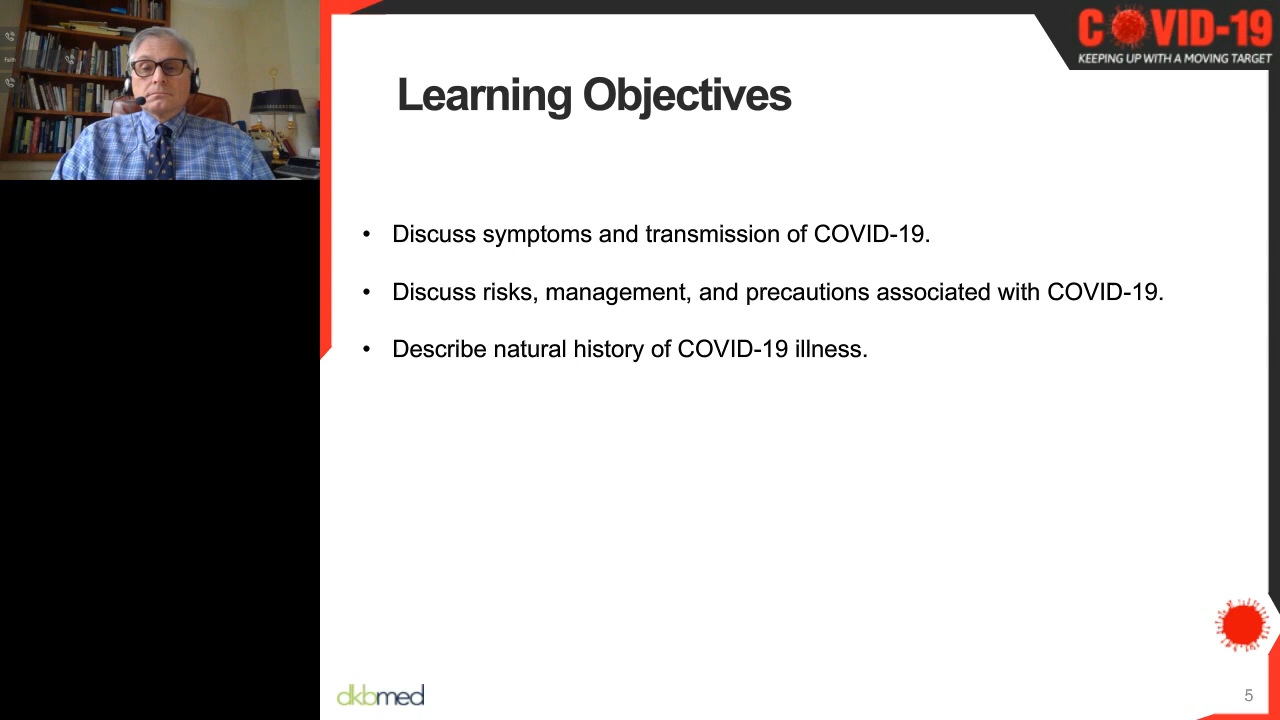 Faith
COVID-19
KEEPING UP WITH A MOVING TARGET
Learning Objectives
• Discuss symptoms and transmission of COVID-19.
• Discuss risks, management, and precautions associated with COVID-19.
• Describe natural history of COVID-19 illness.
dkbmed
5